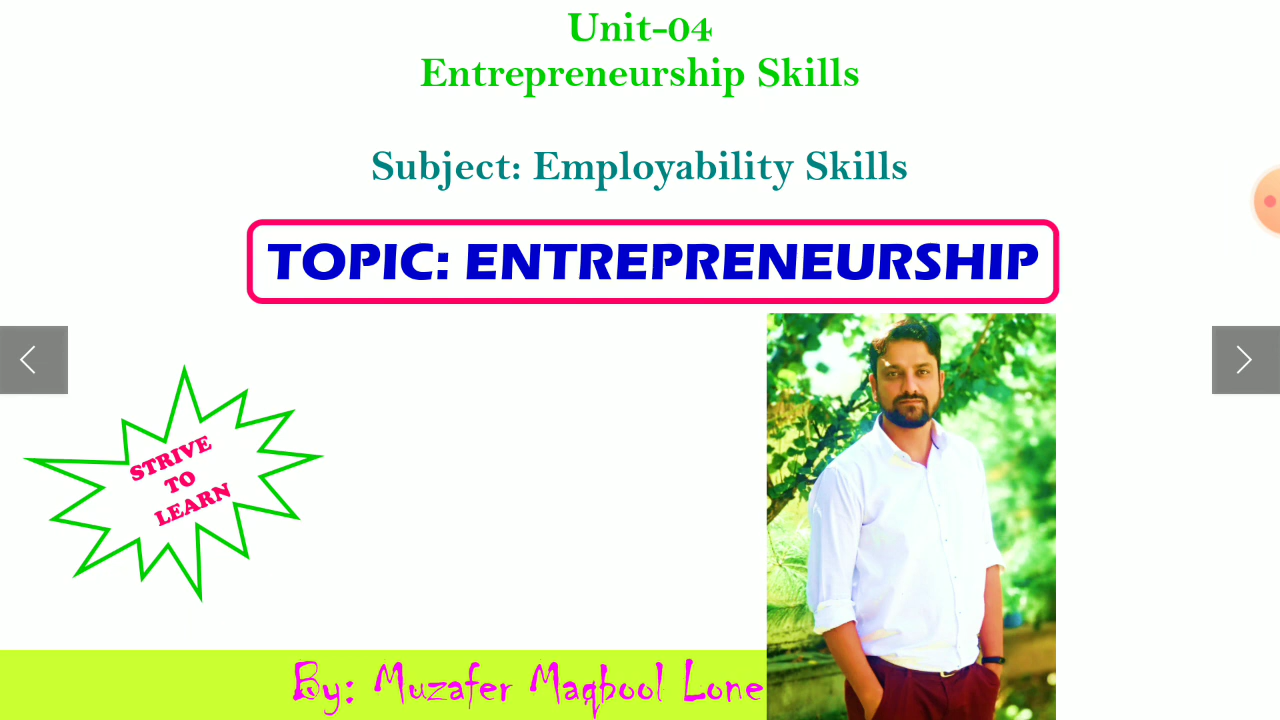 Unit-04
Entrepreneurship Skills
Subject: Employability Skills
TOPIC: ENTREPRENEURSHIP
STRIVE
TO
LEARN
By: Muzafer Maqbool Lone